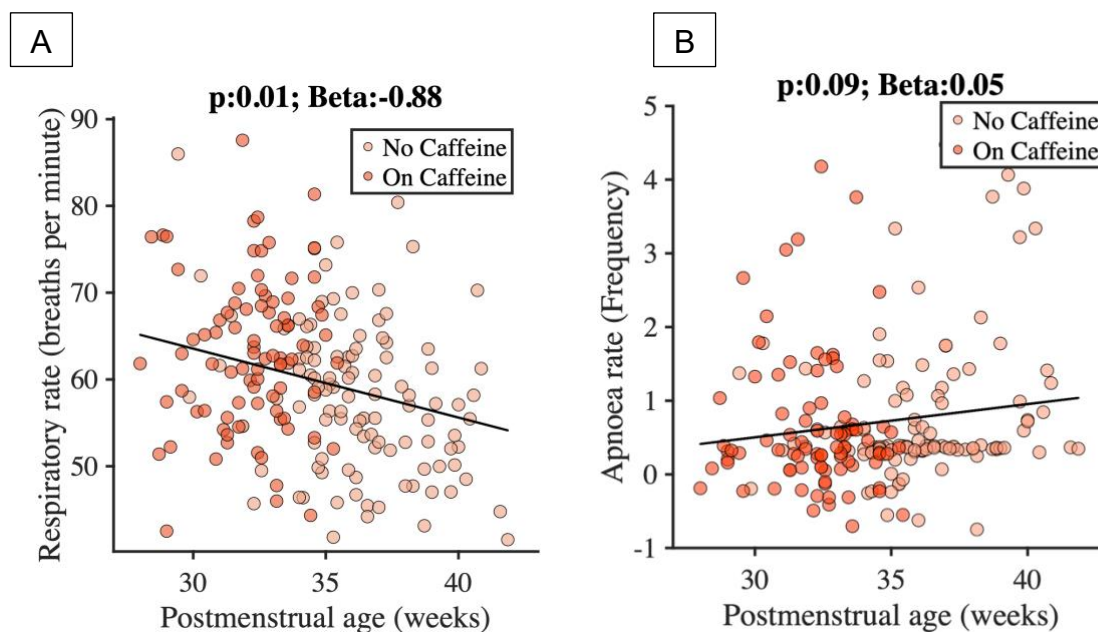 A
p:0.01; Beta:-0.88
Respiratory rate (breaths per minute)
90
80
70
60
50
No Caffeine
On Caffeine
30
35
40
Postmenstrual age (weeks)
B
p:0.09; Beta:0.05
Apnoea rate (Frequency)
5
4
3
2
1
0
-1
No Caffeine
On Caffeine
30
35
40
Postmenstrual age (weeks)